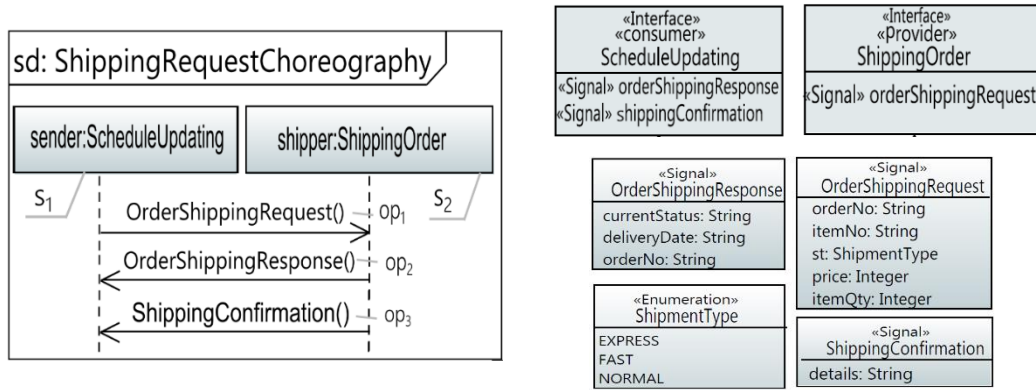 sd: ShippingRequestChoreography
sender:ScheduleUpdating
shipper:ShippingOrder
S1
S2
OrderShippingRequest()
op1
OrderShippingResponse()
op2
ShippingConfirmation()
op3
«Interface»
«consumer»
ScheduleUpdating
«Signal» orderShippingResponse
«Signal» shippingConfirmation
«Interface»
«Provider»
ShippingOrder
«Signal» orderShippingRequest
«Signal»
OrderShippingResponse
currentStatus: String
deliveryDate: String
orderNo: String
«Signal»
OrderShippingRequest
orderNo: String
itemNo: String
st: ShipmentType
price: Integer
itemQty: Integer
«Enumeration»
ShipmentType
EXPRESS
FAST
NORMAL
«Signal»
ShippingConfirmation
details: String